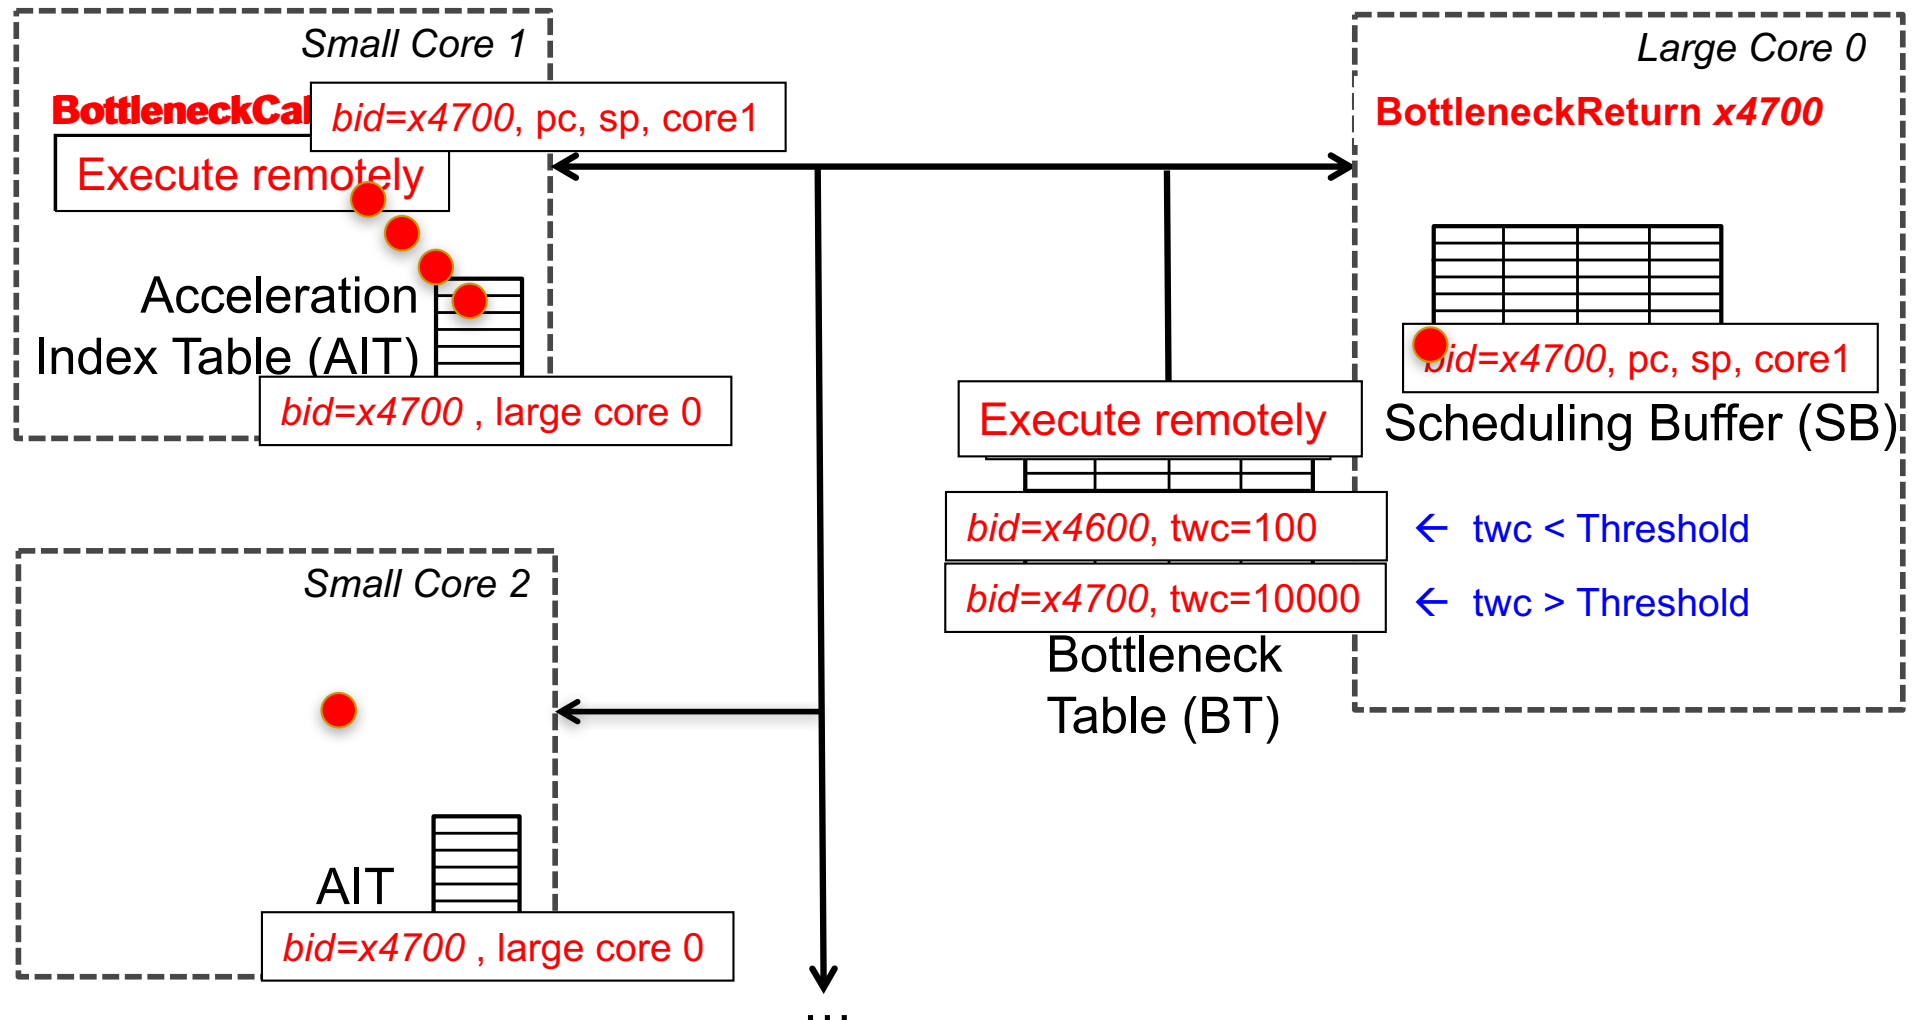 Small Core 1
BottleneckCal
bid=x4700, pc, sp, core1
Execute remotely
Acceleration
Index Table (AIT)
bid=x4700 , large core 0
Large Core 0
BottleneckReturn x4700
bid=x4700, pc, sp, core1
Scheduling Buffer (SB)
Execute remotely
bid=x4600, twc=100
← twc < Threshold
bid=x4700, twc=10000
← twc > Threshold
Bottleneck
Table (BT)
Small Core 2
AIT
bid=x4700 , large core 0
...